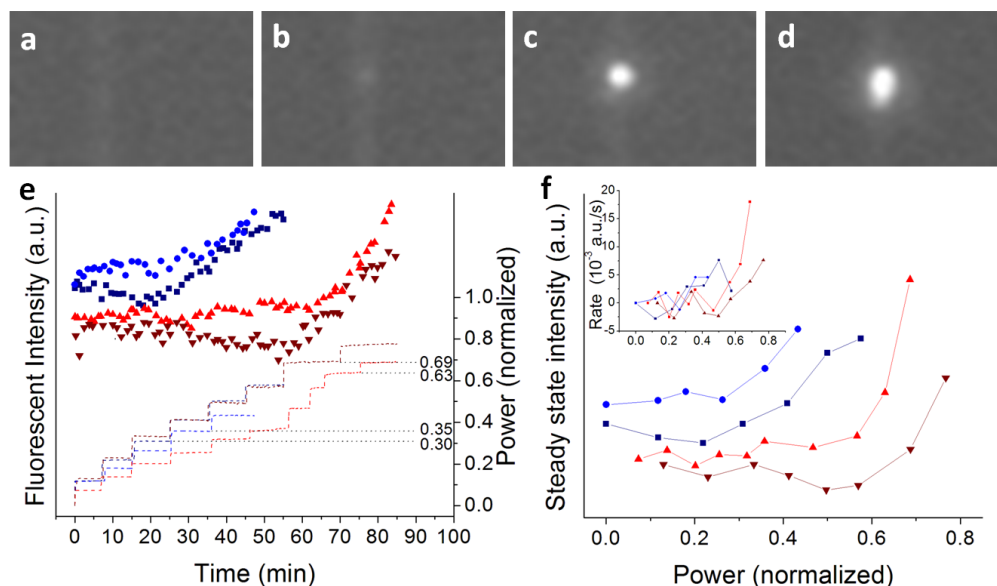 a
b
c
d
e
Fluorescent Intensity (a.u.)
1.0
0.8
0.6
0.4
0.2
0.0
0.69
0.63
0.35
0.30
Power (normalized)
0 10 20 30 40 50 60 70 80 90 100
Time (min)
f
Steady state intensity (a.u.)
20
15
10
5
0
-5
Rate (10⁻³ a.u./s)
0.0 0.2 0.4 0.6 0.8
0.0 0.2 0.4 0.6 0.8
Power (normalized)